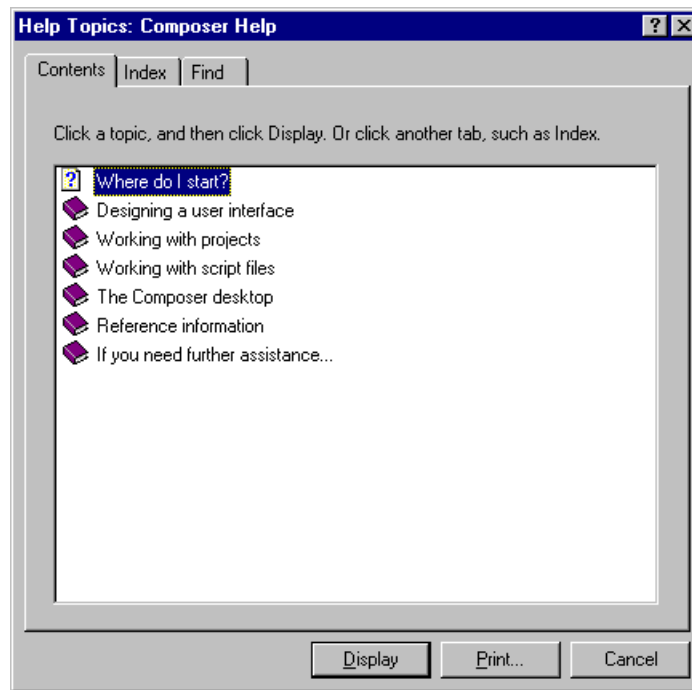 Help Topics: Composer Help
Contents Index Find
Click a topic, and then click Display. Or click another tab, such as Index.
Where do I start?
Designing a user interface
Working with projects
Working with script files
The Composer desktop
Reference information
If you need further assistance...
Display Print... Cancel